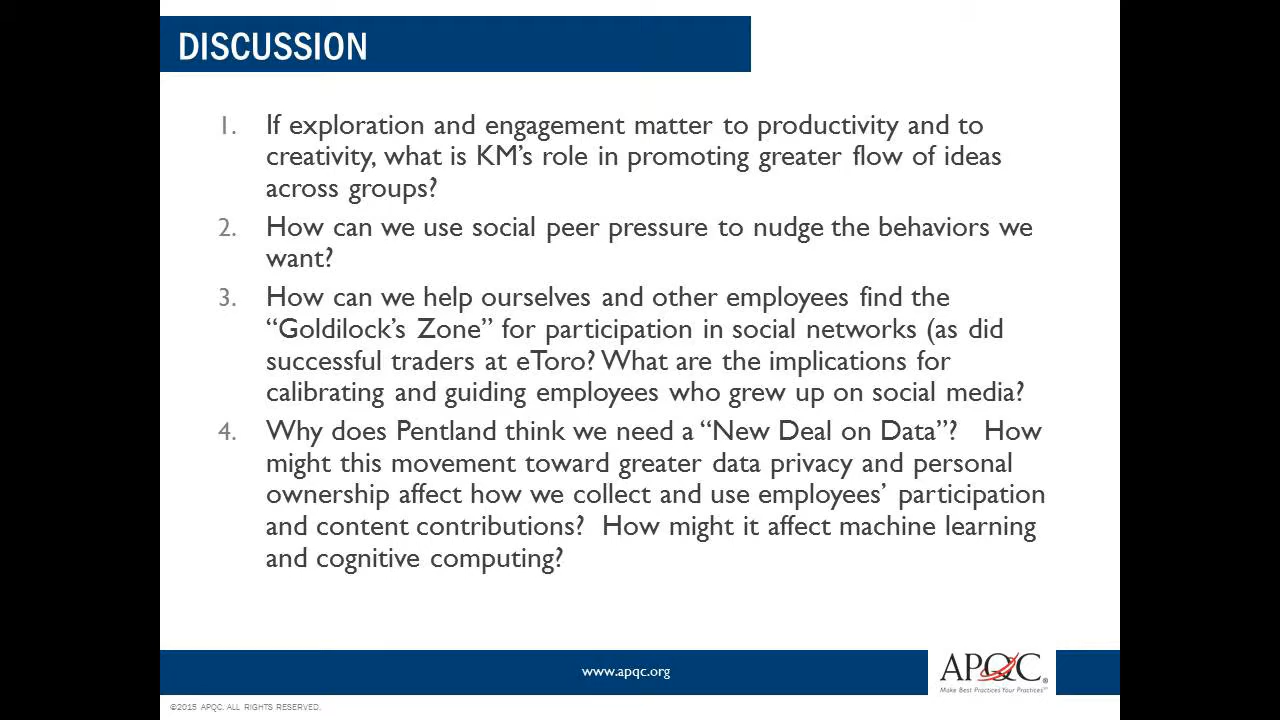 DISCUSSION
1. If exploration and engagement matter to productivity and to
creativity, what is KM's role in promoting greater flow of ideas
across groups?
2. How can we use social peer pressure to nudge the behaviors we
want?
3. How can we help ourselves and other employees find the
“Goldilock's Zone” for participation in social networks (as did
successful traders at eToro? What are the implications for
calibrating and guiding employees who grew up on social media?
4. Why does Pentland think we need a “New Deal on Data”? How
might this movement toward greater data privacy and personal
ownership affect how we collect and use employees' participation
and content contributions? How might it affect machine learning
and cognitive computing?
www.apqc.org
APQC®
Make Best Practices Your Practices℠
©2015 APQC. ALL RIGHTS RESERVED.